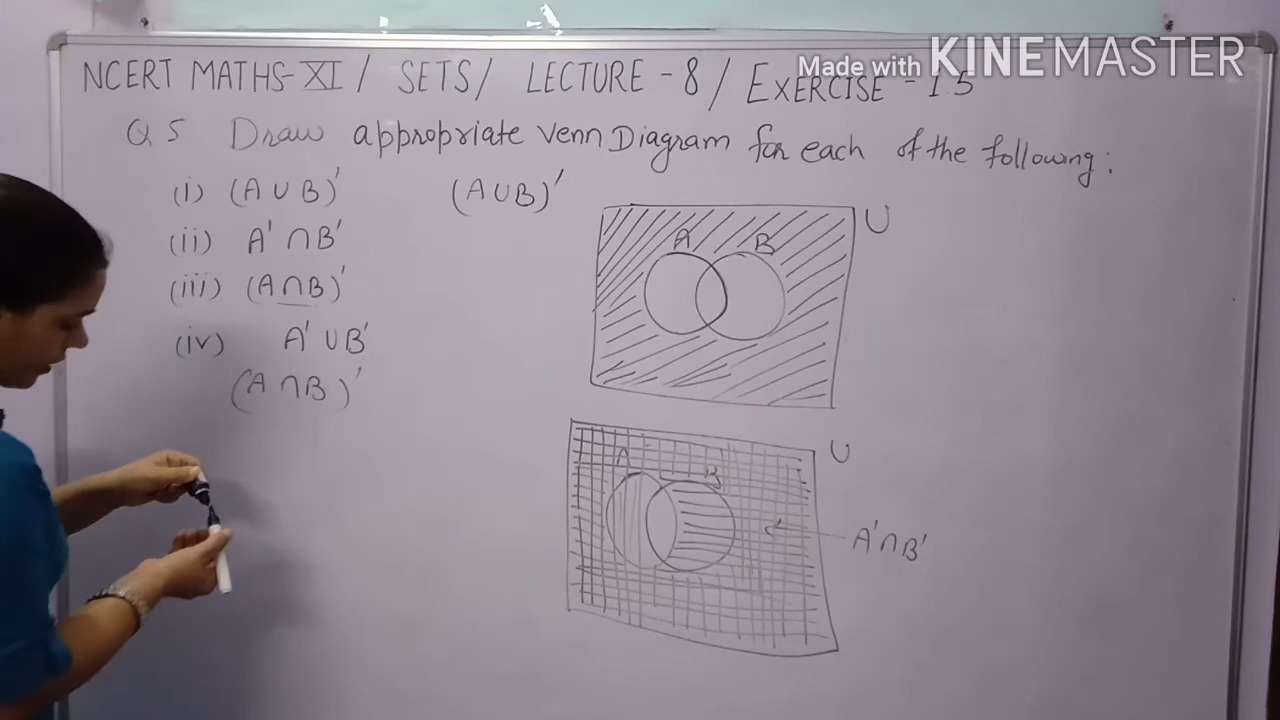 Made with KINEMASTER
NCERT MATHS-XI / SETS / LECTURE - 8 / EXERCISE - 1.5
Q 5 Draw appropriate Venn Diagram for each of the following:
(i) (A ∪ B)'
(ii) A' ∩ B'
(iii) (A ∩ B)'
(iv) A' ∪ B'
(A ∩ B)'
(A ∪ B)'
U
A B
U
A B
A' ∩ B'